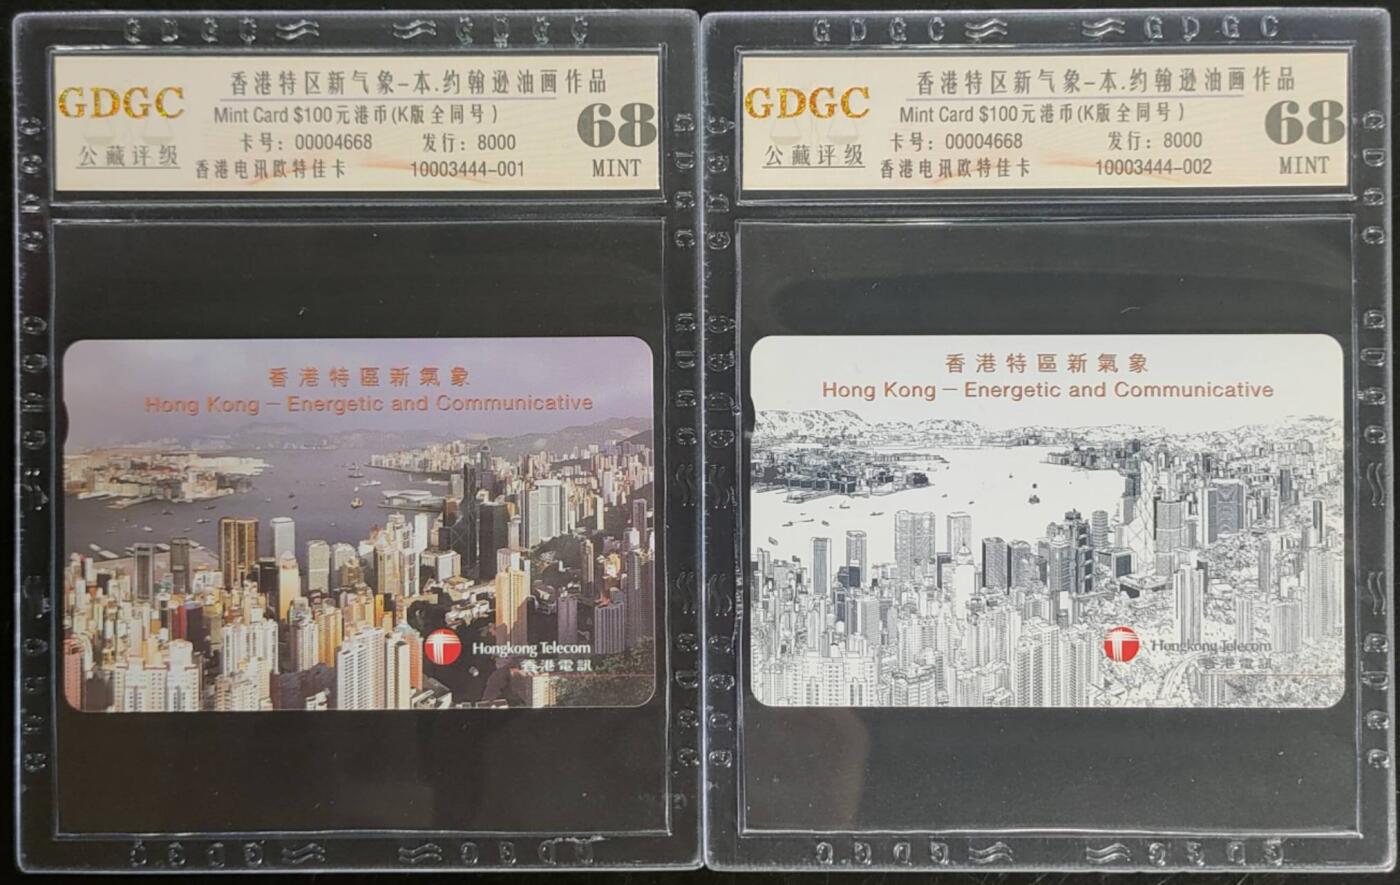 GDGC
GDGC
香港特区新气象-本.约翰逊油画作品
GDGC
公藏评级
Mint Card $100元港币(K版全同号)
卡号: 00004668 发行: 8000
香港电讯欧特佳卡 10003444-001
68
MINT
香港特區新氣象
Hong Kong – Energetic and Communicative
Hongkong Telecom
香港電訊
GDGC
GDGC
香港特区新气象-本.约翰逊油画作品
GDGC
公藏评级
Mint Card $100元港币(K版全同号)
卡号: 00004668 发行: 8000
香港电讯欧特佳卡 10003444-002
68
MINT
香港特區新氣象
Hong Kong – Energetic and Communicative
Hongkong Telecom
香港電訊